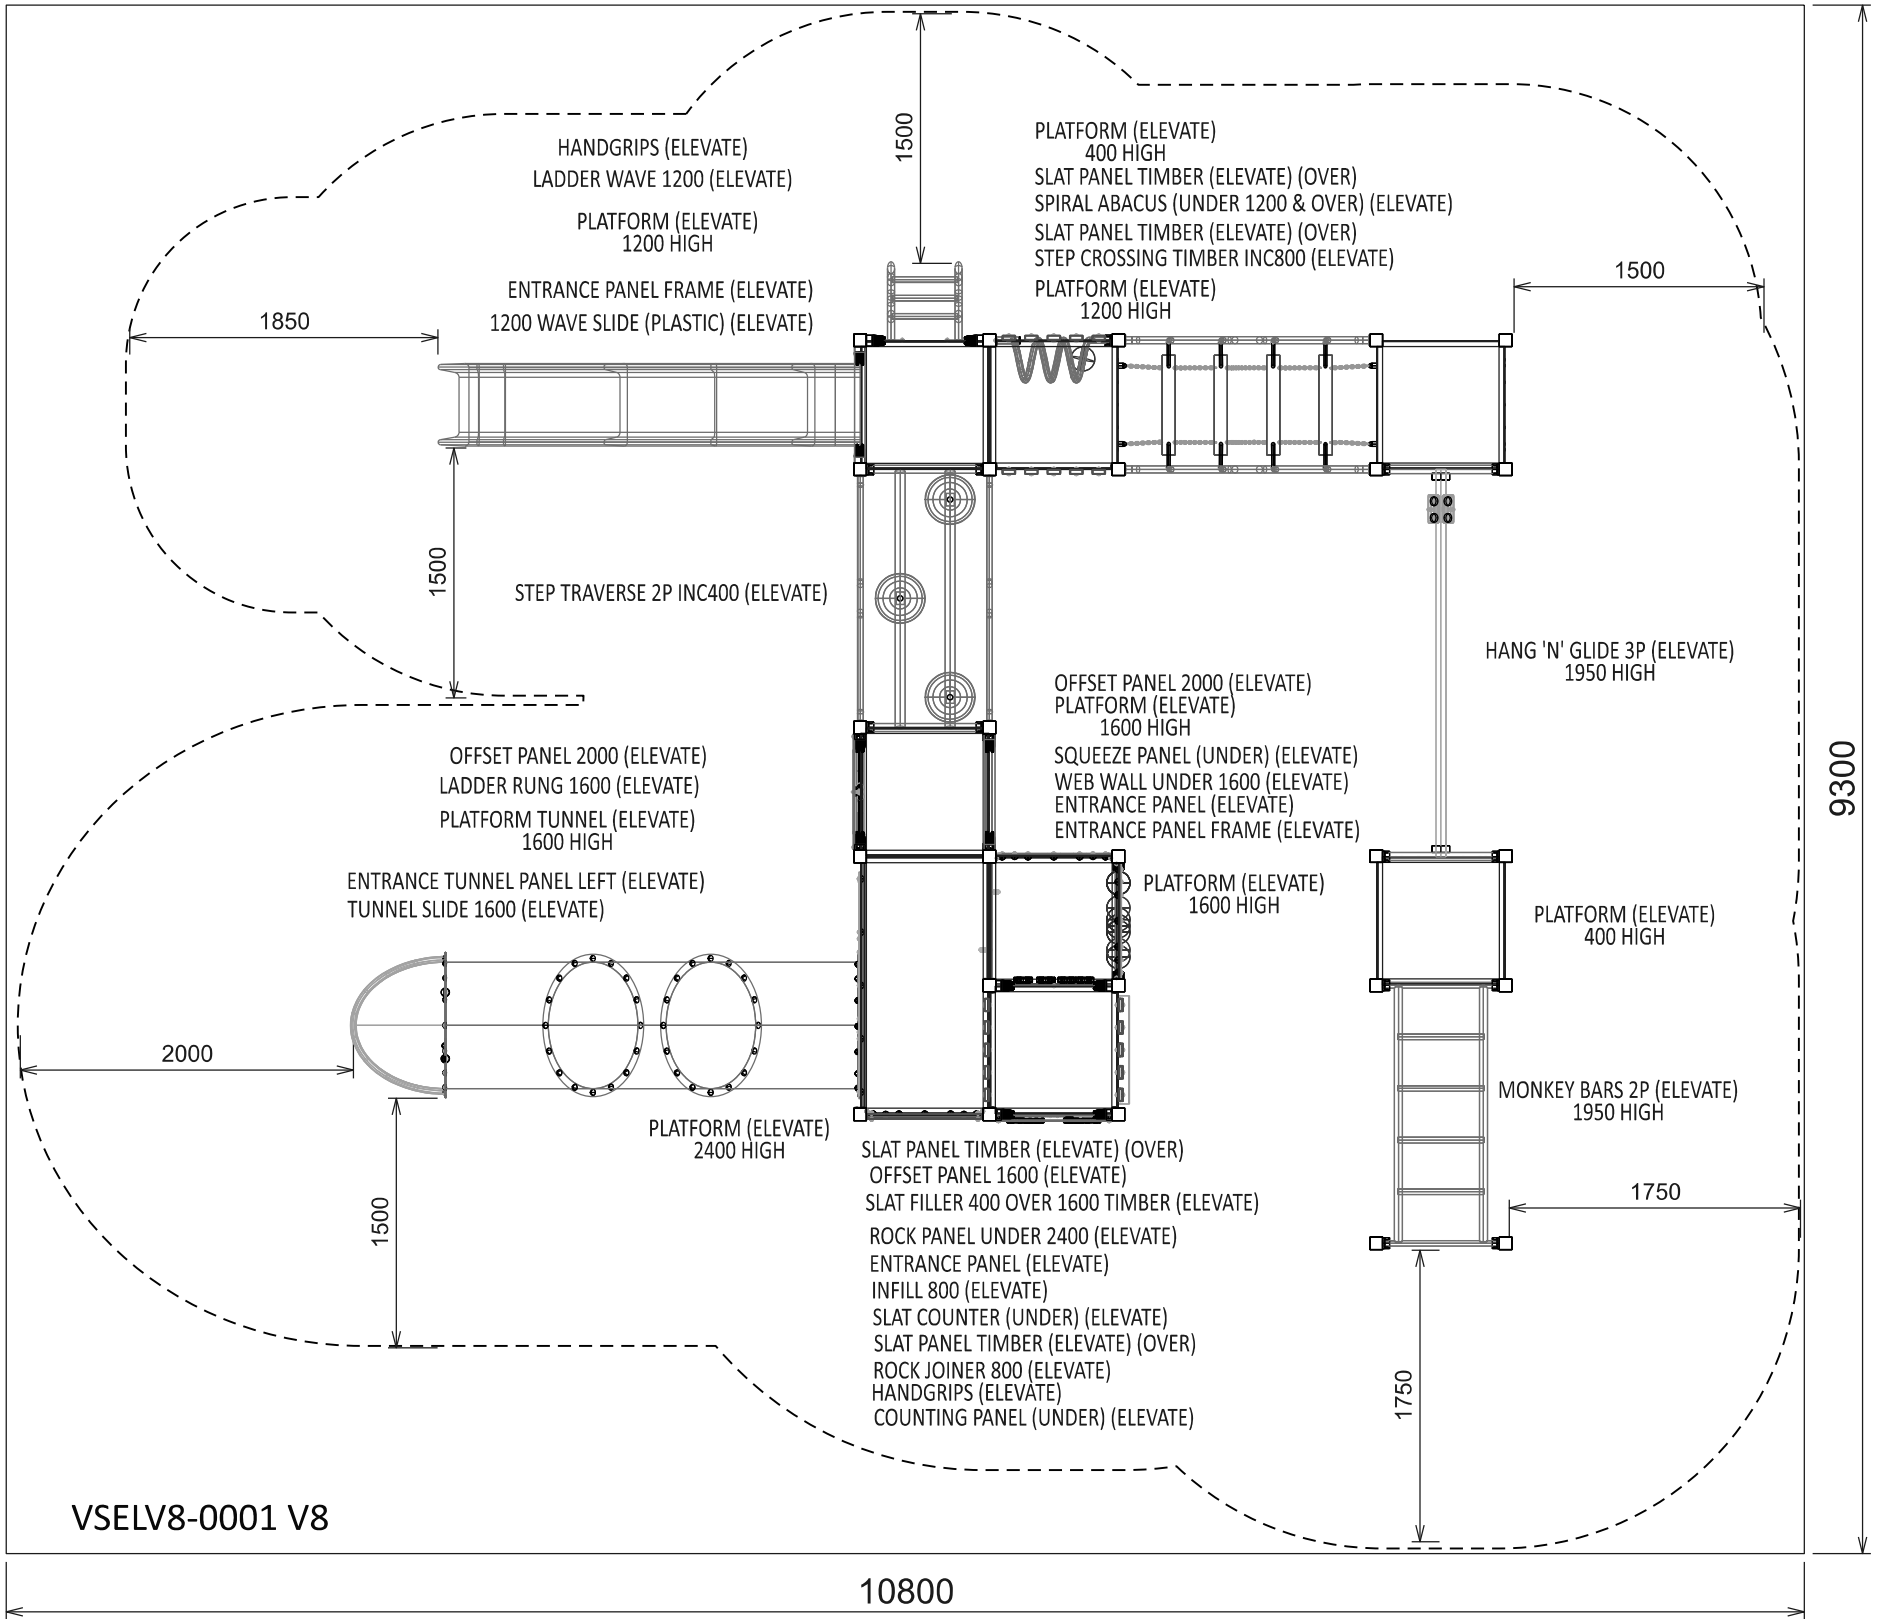 1500
HANDGRIPS (ELEVATE)
LADDER WAVE 1200 (ELEVATE)
PLATFORM (ELEVATE)
1200 HIGH
ENTRANCE PANEL FRAME (ELEVATE)
1200 WAVE SLIDE (PLASTIC) (ELEVATE)
PLATFORM (ELEVATE)
400 HIGH
SLAT PANEL TIMBER (ELEVATE) (OVER)
SPIRAL ABACUS (UNDER 1200 & OVER) (ELEVATE)
SLAT PANEL TIMBER (ELEVATE) (OVER)
STEP CROSSING TIMBER INC800 (ELEVATE)
PLATFORM (ELEVATE)
1200 HIGH
1500
1850
1500
STEP TRAVERSE 2P INC400 (ELEVATE)
HANG 'N' GLIDE 3P (ELEVATE)
1950 HIGH
OFFSET PANEL 2000 (ELEVATE)
PLATFORM (ELEVATE)
1600 HIGH
SQUEEZE PANEL (UNDER) (ELEVATE)
WEB WALL UNDER 1600 (ELEVATE)
ENTRANCE PANEL (ELEVATE)
ENTRANCE PANEL FRAME (ELEVATE)
9300
OFFSET PANEL 2000 (ELEVATE)
LADDER RUNG 1600 (ELEVATE)
PLATFORM TUNNEL (ELEVATE)
1600 HIGH
ENTRANCE TUNNEL PANEL LEFT (ELEVATE)
TUNNEL SLIDE 1600 (ELEVATE)
PLATFORM (ELEVATE)
1600 HIGH
PLATFORM (ELEVATE)
400 HIGH
2000
MONKEY BARS 2P (ELEVATE)
1950 HIGH
PLATFORM (ELEVATE)
2400 HIGH
1500
1750
SLAT PANEL TIMBER (ELEVATE) (OVER)
OFFSET PANEL 1600 (ELEVATE)
SLAT FILLER 400 OVER 1600 TIMBER (ELEVATE)
ROCK PANEL UNDER 2400 (ELEVATE)
ENTRANCE PANEL (ELEVATE)
INFILL 800 (ELEVATE)
SLAT COUNTER (UNDER) (ELEVATE)
SLAT PANEL TIMBER (ELEVATE) (OVER)
ROCK JOINER 800 (ELEVATE)
HANDGRIPS (ELEVATE)
COUNTING PANEL (UNDER) (ELEVATE)
1750
VSELV8-0001 V8
10800